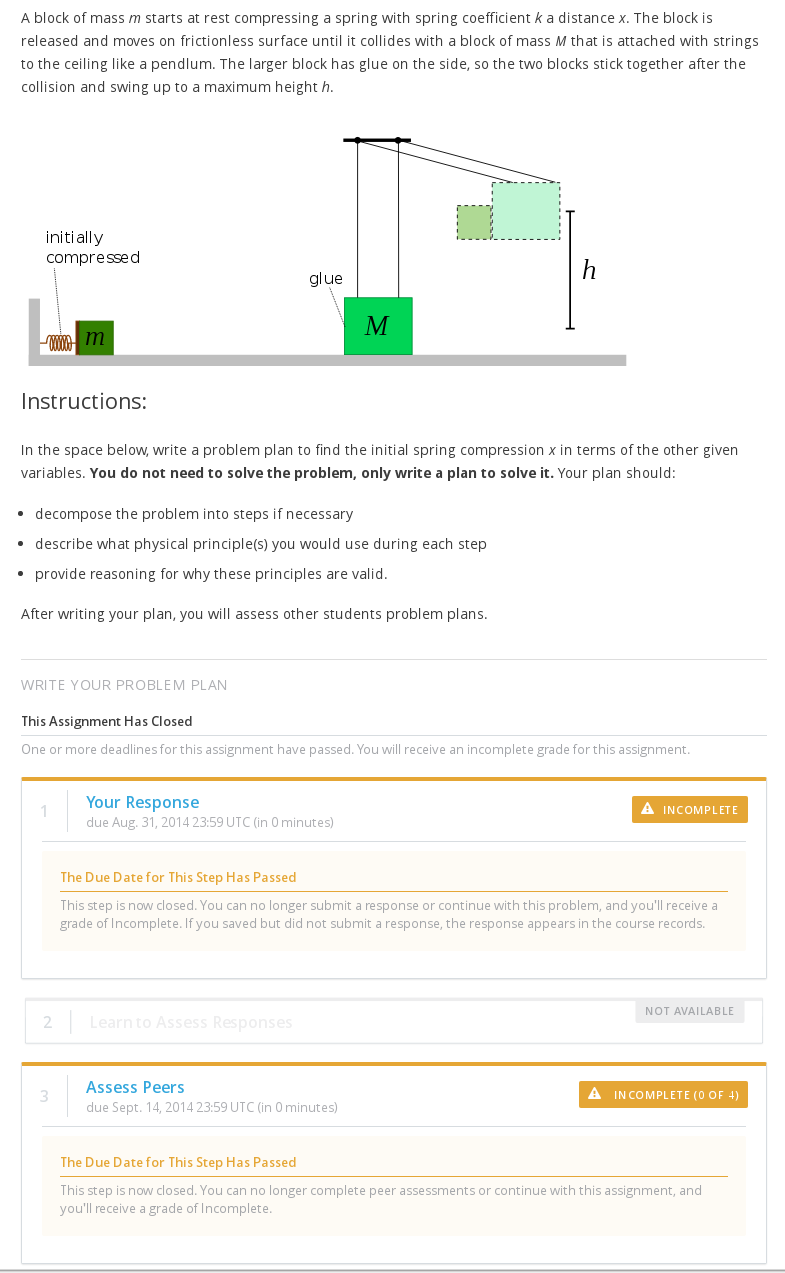 A block of mass m starts at rest compressing a spring with spring coefficient k a distance x. The block is
released and moves on frictionless surface until it collides with a block of mass M that is attached with strings
to the ceiling like a pendlum. The larger block has glue on the side, so the two blocks stick together after the
collision and swing up to a maximum height h.
initially
compressed
glue
h
m
M
Instructions:
In the space below, write a problem plan to find the initial spring compression x in terms of the other given
variables. You do not need to solve the problem, only write a plan to solve it. Your plan should:
• decompose the problem into steps if necessary
• describe what physical principle(s) you would use during each step
• provide reasoning for why these principles are valid.
After writing your plan, you will assess other students problem plans.
WRITE YOUR PROBLEM PLAN
This Assignment Has Closed
One or more deadlines for this assignment have passed. You will receive an incomplete grade for this assignment.
1 Your Response INCOMPLETE
due Aug. 31, 2014 23:59 UTC (in 0 minutes)
The Due Date for This Step Has Passed
This step is now closed. You can no longer submit a response or continue with this problem, and you'll receive a
grade of Incomplete. If you saved but did not submit a response, the response appears in the course records.
2 Learn to Assess Responses NOT AVAILABLE
3 Assess Peers INCOMPLETE (0 OF 4)
due Sept. 14, 2014 23:59 UTC (in 0 minutes)
The Due Date for This Step Has Passed
This step is now closed. You can no longer complete peer assessments or continue with this assignment, and
you'll receive a grade of Incomplete.